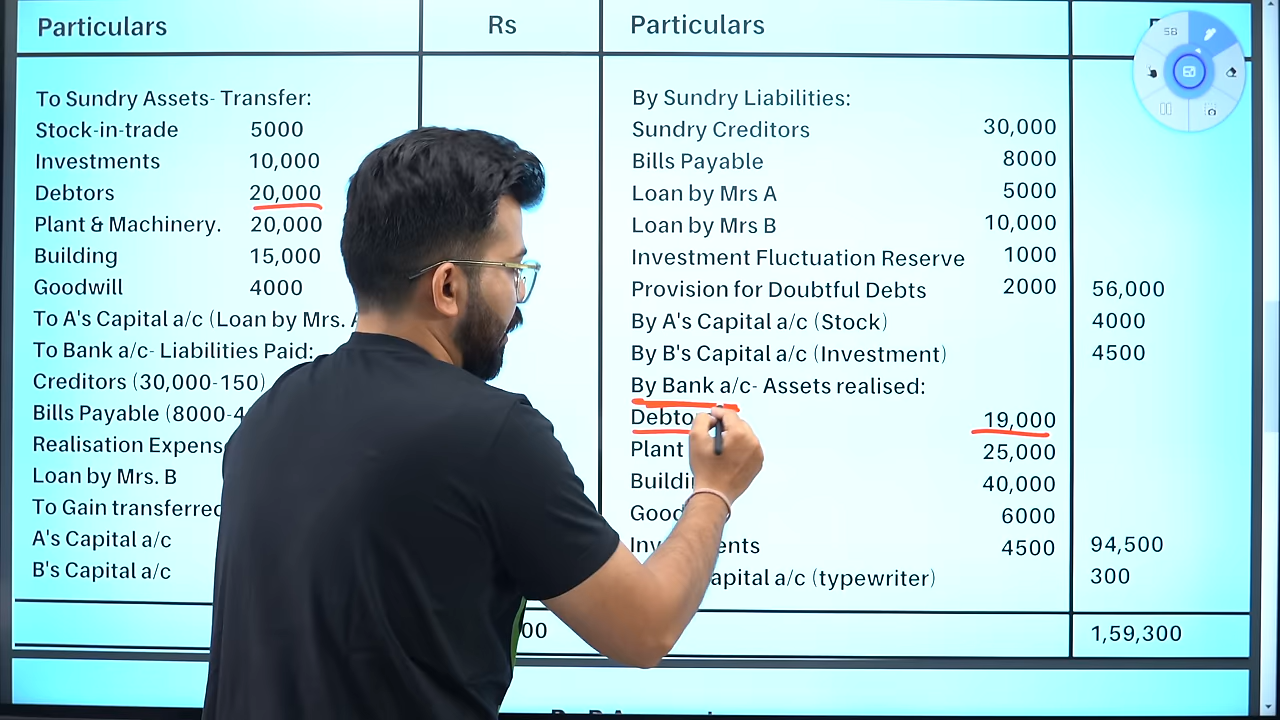 Particulars Rs Particulars
To Sundry Assets- Transfer: By Sundry Liabilities:
Stock-in-trade 5000 Sundry Creditors 30,000
Investments 10,000 Bills Payable 8000
Debtors 20,000 Loan by Mrs A 5000
Plant & Machinery. 20,000 Loan by Mrs B 10,000
Building 15,000 Investment Fluctuation Reserve 1000
Goodwill 4000 Provision for Doubtful Debts 2000 56,000
To A's Capital a/c (Loan by Mrs. By A's Capital a/c (Stock) 4000
To Bank a/c- Liabilities Paid: By B's Capital a/c (Investment) 4500
Creditors (30,000-150) By Bank a/c- Assets realised:
Bills Payable (8000-4 Debto 19,000
Realisation Expens Plant 25,000
Loan by Mrs. B Buildi 40,000
To Gain transferred Good 6000
A's Capital a/c ents 4500 94,500
B's Capital a/c apital a/c (typewriter) 300
00 1,59,300